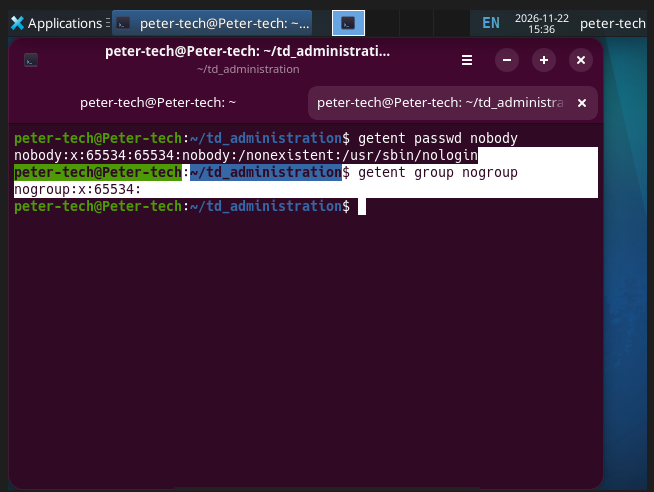 Applications peter-tech@Peter-tech: ~... EN 2026-11-22 peter-tech
15:36
peter-tech@Peter-tech: ~/td_administrati...
~/td_administration
peter-tech@Peter-tech: ~ peter-tech@Peter-tech: ~/td_administra
peter-tech@Peter-tech:~/td_administration$ getent passwd nobody
nobody:x:65534:65534:nobody:/nonexistent:/usr/sbin/nologin
peter-tech@Peter-tech:~/td_administration$ getent group nogroup
nogroup:x:65534:
peter-tech@Peter-tech:~/td_administration$